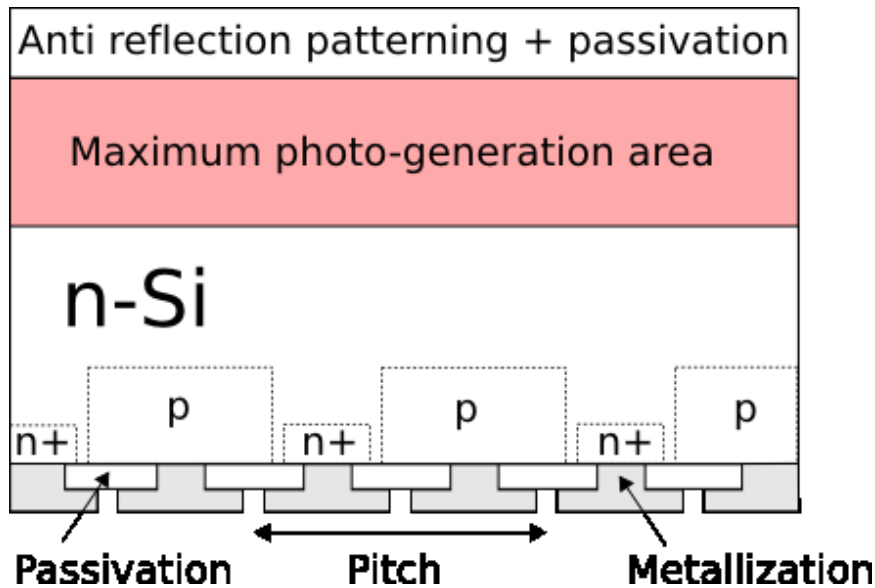 Anti reflection patterning + passivation
Maximum photo-generation area
n-Si
p
p
p
n+
n+
n+
Passivation
Pitch
Metallization